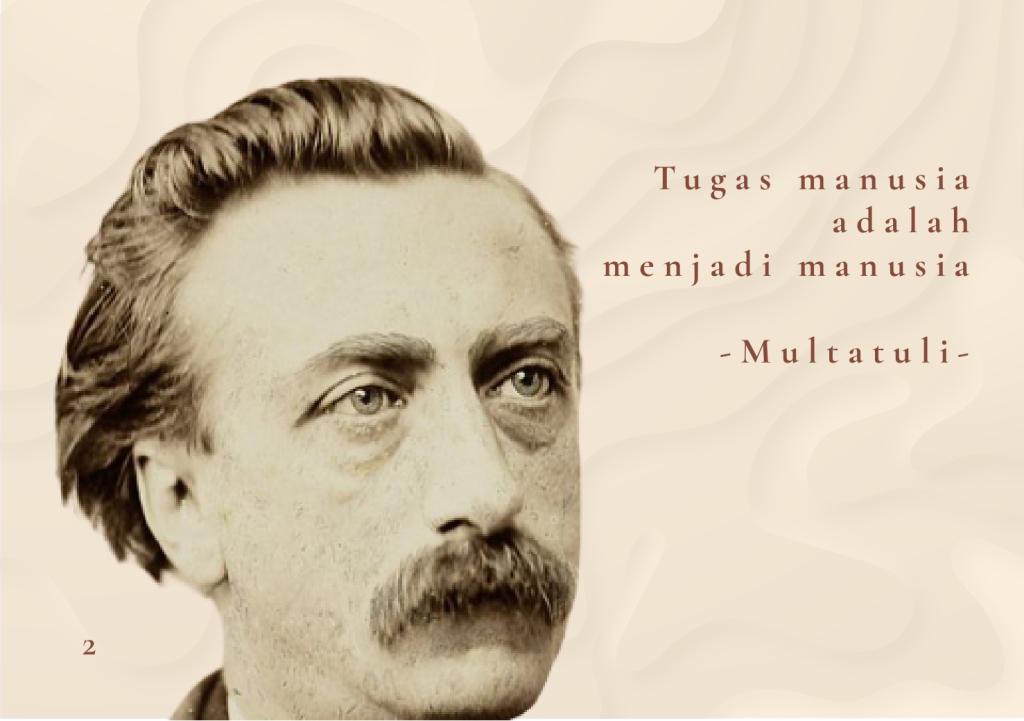 Tugas manusia
adalah
menjadi manusia
-Multatuli-
2